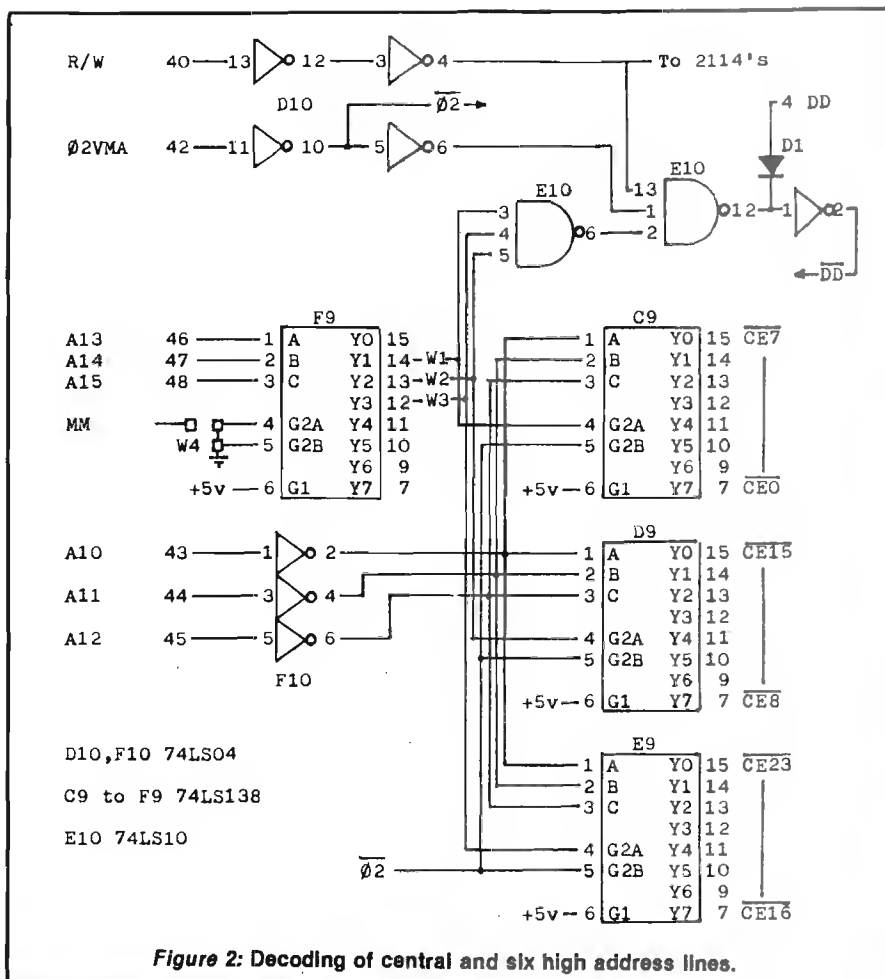 R/W 40 13 12 3 4 To 2114's
D10 Ø2 4 DD
D1
Ø2VMA 42 11 10 5 6 E10
E10 13
3 1 12 1 2
4 6 2
5 DD
F9 C9
A13 46 1 A Y0 15 1 A Y0 15 CE7
A14 47 2 B Y1 14 W1 2 B Y1 14
A15 48 3 C Y2 13 W2 3 C Y2 13
Y3 12 W3 Y3 12
MM 4 G2A Y4 11 4 G2A Y4 11
W4 5 G2B Y5 10 5 G2B Y5 10
Y6 9 Y6 9
+5v 6 G1 Y7 7 +5v 6 G1 Y7 7 CE0
D9
A10 43 1 2 1 A Y0 15 CE15
2 B Y1 14
A11 44 3 4 3 C Y2 13
Y3 12
A12 45 5 6 4 G2A Y4 11
5 G2B Y5 10
F10 Y6 9
+5v 6 G1 Y7 7 CE8
D10,F10 74LS04
E9
C9 to F9 74LS138 1 A Y0 15 CE23
2 B Y1 14
3 C Y2 13
E10 74LS10 Y3 12
4 G2A Y4 11
Ø2 5 G2B Y5 10
Y6 9
+5v 6 G1 Y7 7 CE16
Figure 2: Decoding of central and six high address lines.